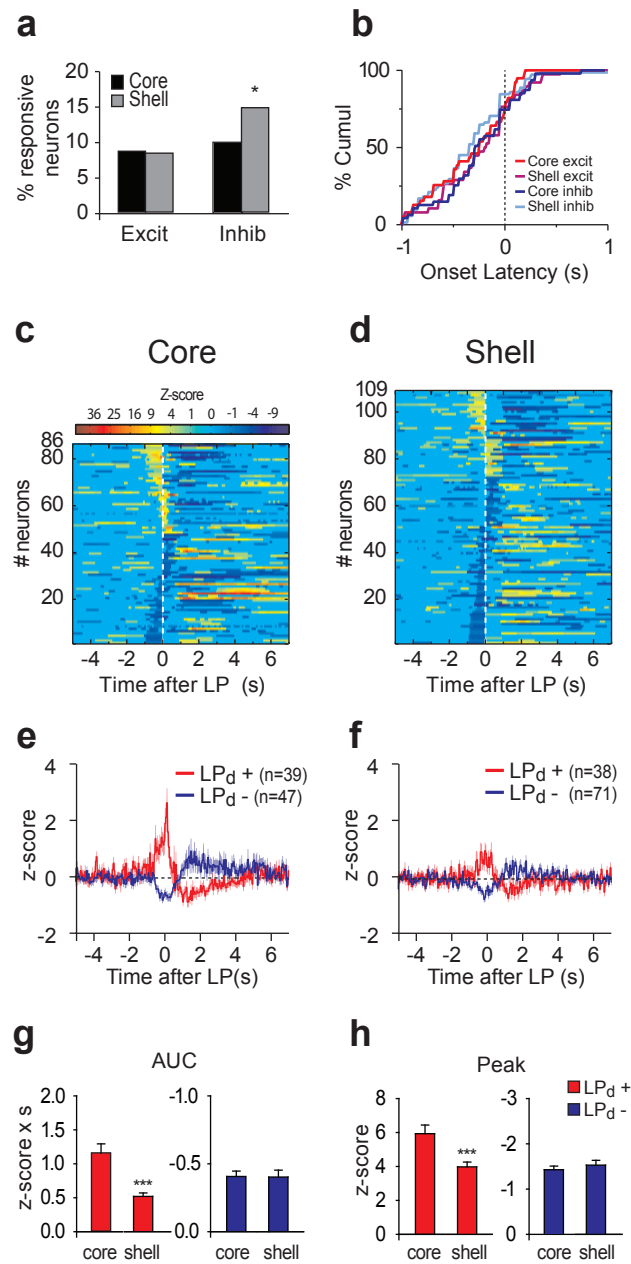 a
% responsive
neurons
20
15
10
5
0
Core
Shell
*
Excit
Inhib
b
% Cumul
100
50
0
Core excit
Shell excit
Core inhib
Shell inhib
-1
0
1
Onset Latency (s)
c
Core
Z-score
36 25 16 9 4 1 0 -1 -4 -9
# neurons
86
80
60
40
20
-4 -2 0 2 4 6
Time after LP (s)
d
Shell
# neurons
109
100
80
60
40
20
-4 -2 0 2 4 6
Time after LP (s)
e
z-score
4
2
0
-2
LPd + (n=39)
LPd - (n=47)
-4 -2 0 2 4 6
Time after LP(s)
f
z-score
4
2
0
-2
LPd + (n=38)
LPd - (n=71)
-4 -2 0 2 4 6
Time after LP(s)
g
AUC
z-score x s
2.0
1.5
1.0
0.5
0.0
***
core shell
-1.0
-0.5
-0.0
core shell
h
Peak
LPd +
LPd -
z-score
8
6
4
2
0
***
core shell
-3
-2
-1
0
core shell